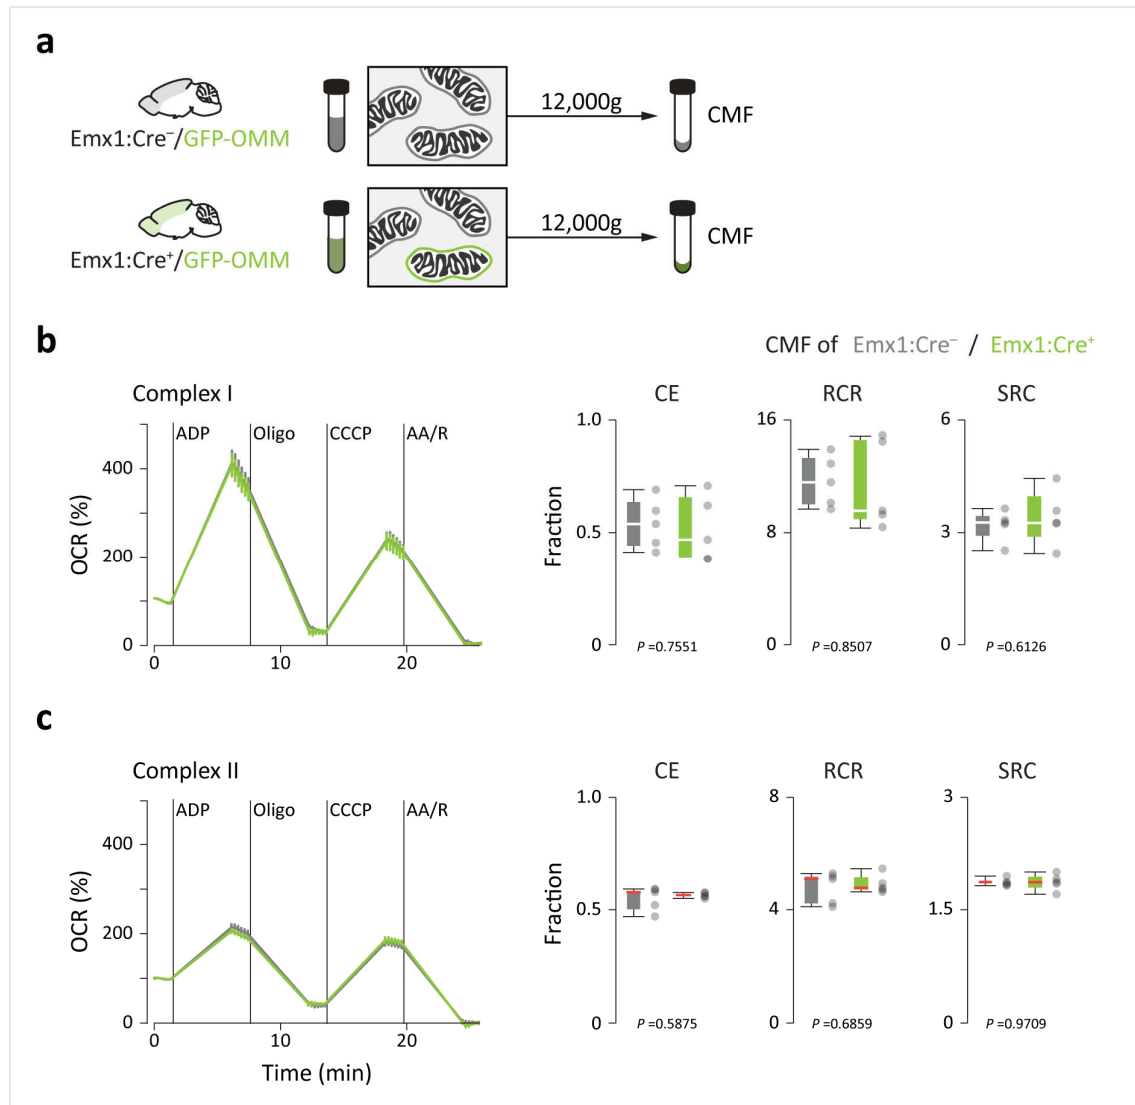 a
Emx1:Cre⁻/GFP-OMM
12,000g
CMF
Emx1:Cre⁺/GFP-OMM
12,000g
CMF
b
CMF of Emx1:Cre⁻ / Emx1:Cre⁺
Complex I
ADP
Oligo
CCCP
AA/R
OCR (%)
400
200
0
0
10
20
CE
Fraction
1.0
0.5
0
P =0.7551
RCR
16
8
0
P =0.8507
SRC
6
3
0
P =0.6126
c
Complex II
ADP
Oligo
CCCP
AA/R
OCR (%)
400
200
0
0
10
20
Time (min)
CE
Fraction
1.0
0.5
0
P =0.5875
RCR
8
4
0
P =0.6859
SRC
3
1.5
0
P =0.9709